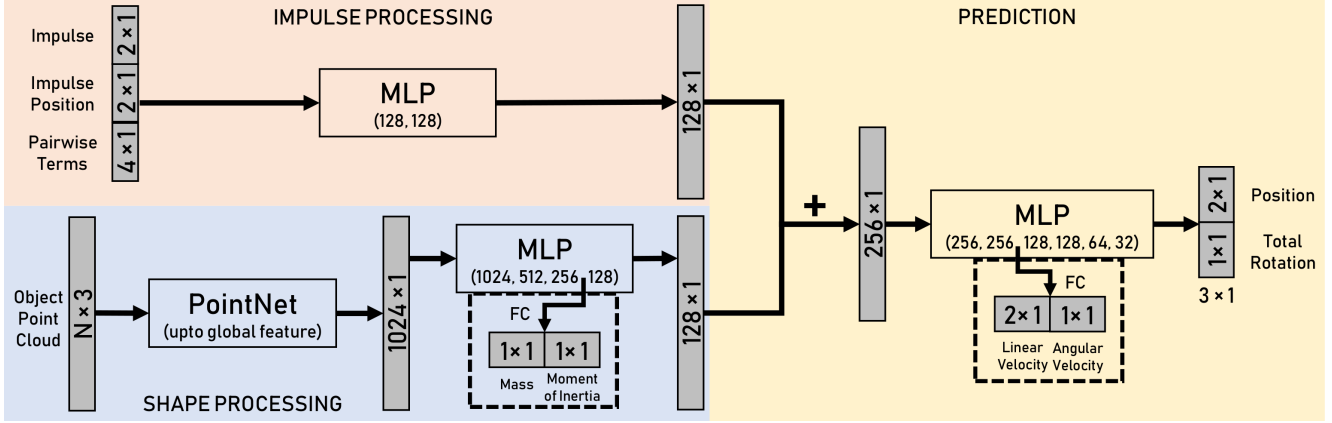 IMPULSE PROCESSING
Impulse
2×1
Impulse
Position
2×1
Pairwise
Terms
4×1
MLP
(128, 128)
128×1
Object
Point
Cloud
N×3
PointNet
(upto global feature)
1024×1
MLP
(1024, 512, 256, 128)
FC
1×1
1×1
Mass
Moment
of Inertia
128×1
SHAPE PROCESSING
PREDICTION
+
256×1
MLP
(256, 256, 128, 128, 64, 32)
FC
2×1
1×1
Linear
Velocity
Angular
Velocity
2×1
Position
1×1
Total
Rotation
3×1